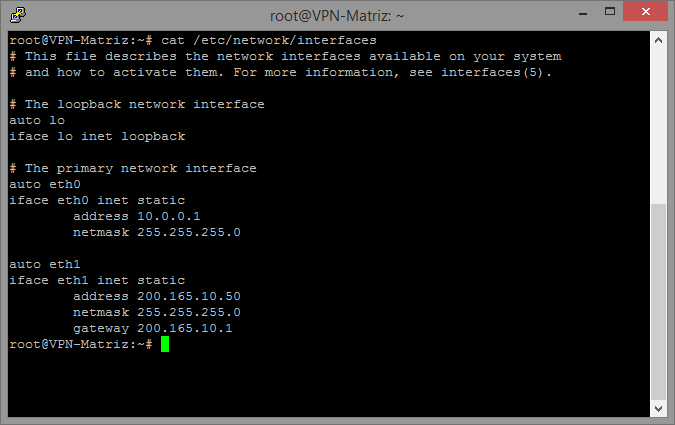 root@VPN-Matriz: ~
root@VPN-Matriz:~# cat /etc/network/interfaces
# This file describes the network interfaces available on your system
# and how to activate them. For more information, see interfaces(5).

# The loopback network interface
auto lo
iface lo inet loopback

# The primary network interface
auto eth0
iface eth0 inet static
        address 10.0.0.1
        netmask 255.255.255.0

auto eth1
iface eth1 inet static
        address 200.165.10.50
        netmask 255.255.255.0
        gateway 200.165.10.1
root@VPN-Matriz:~#